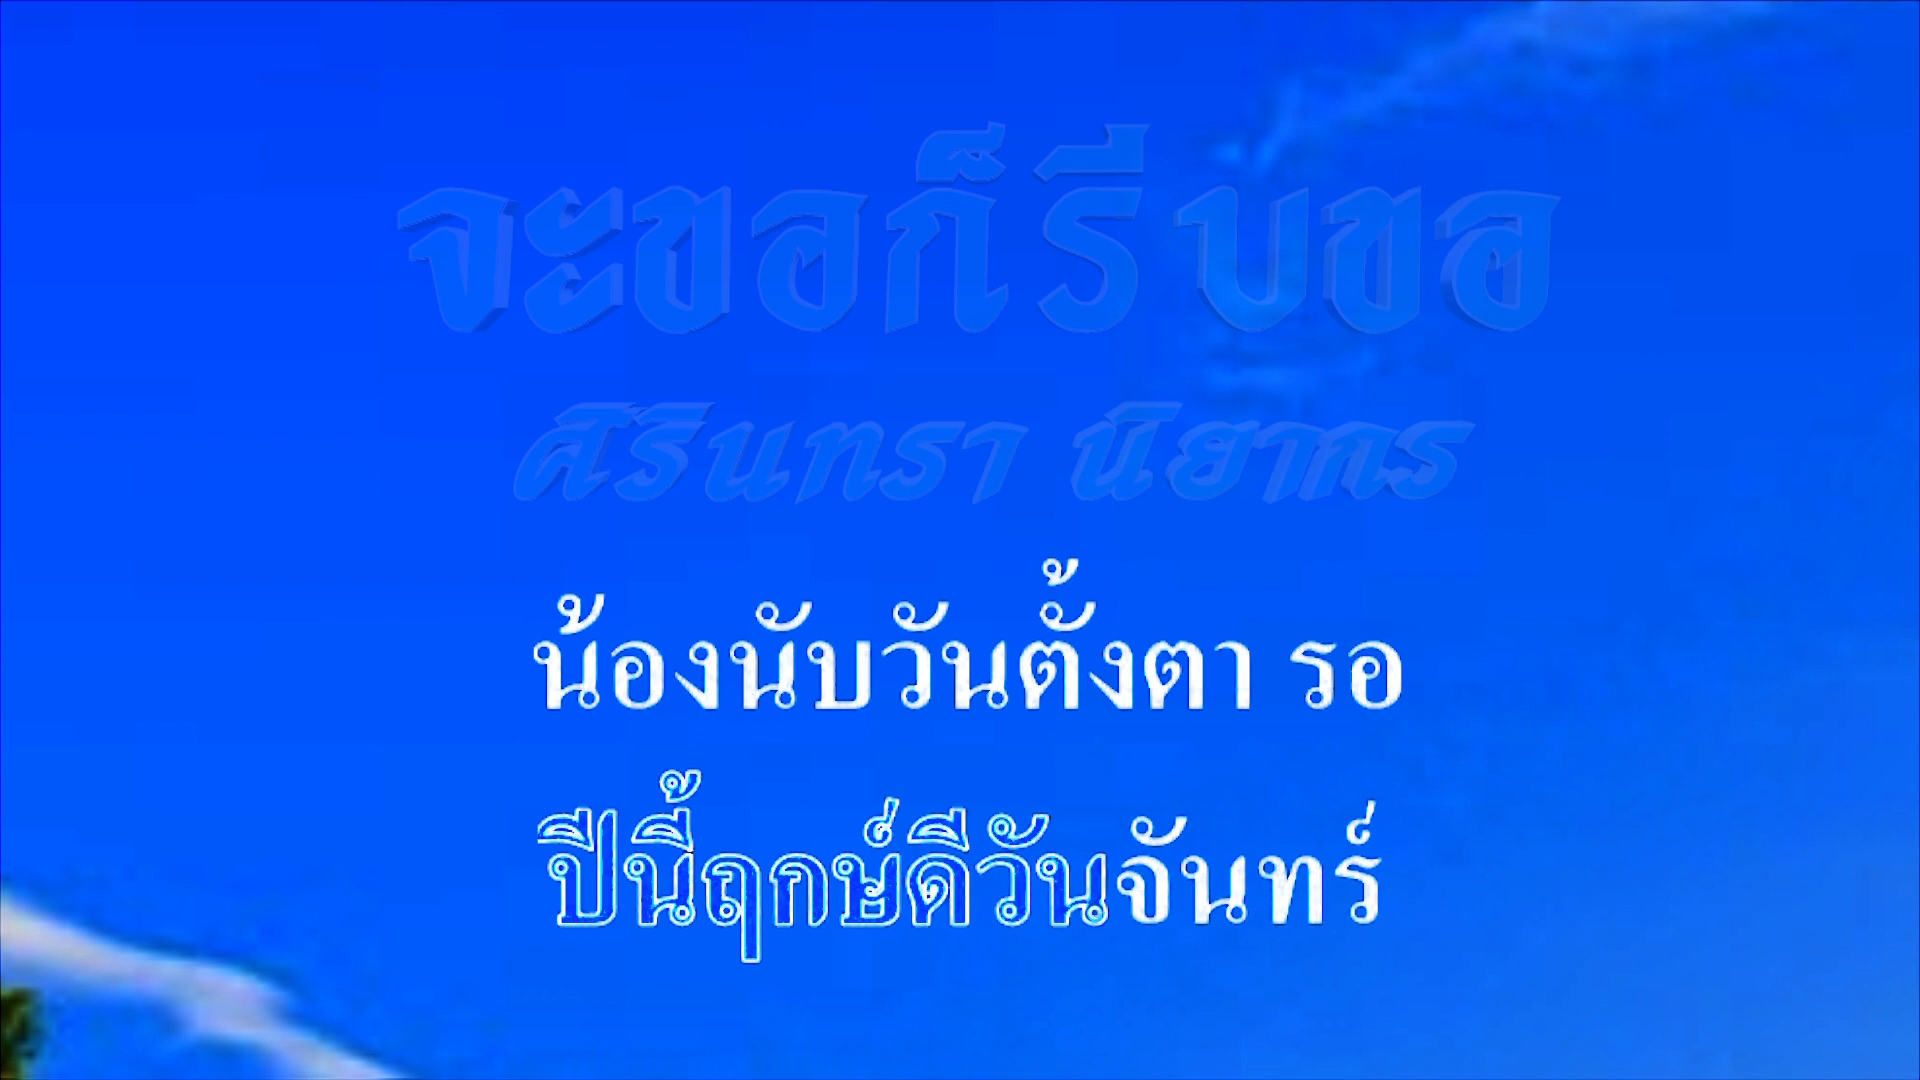 จะขอก็รีบขอ
ศิรินทรา นิยากร
น้องนับวันตั้งตา รอ
ปีนี้ฤกษ์ดีวันจันทร์